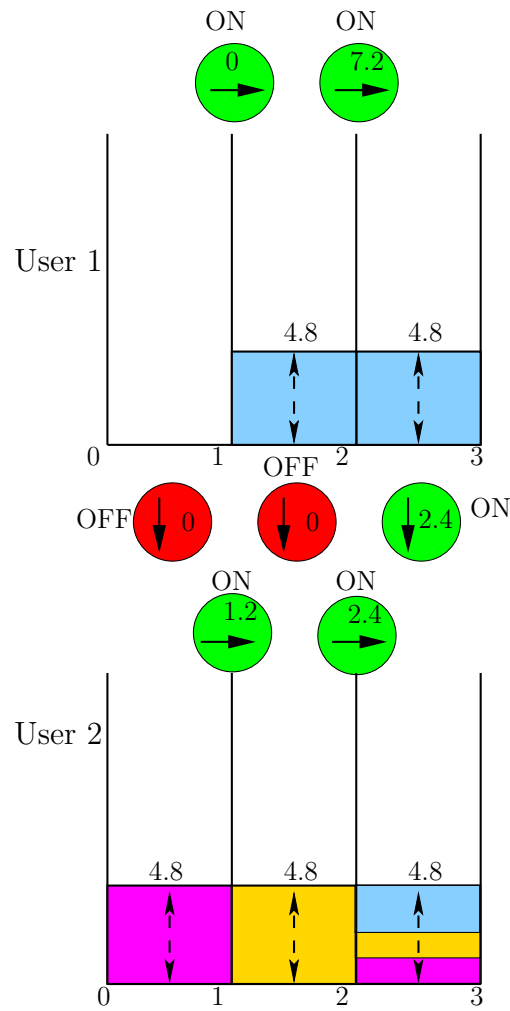 ON ON
0 7.2
User 1
4.8 4.8
0 1 2 3
OFF
OFF 0 0 2.4 ON
ON ON
1.2 2.4
User 2
4.8 4.8 4.8
0 1 2 3